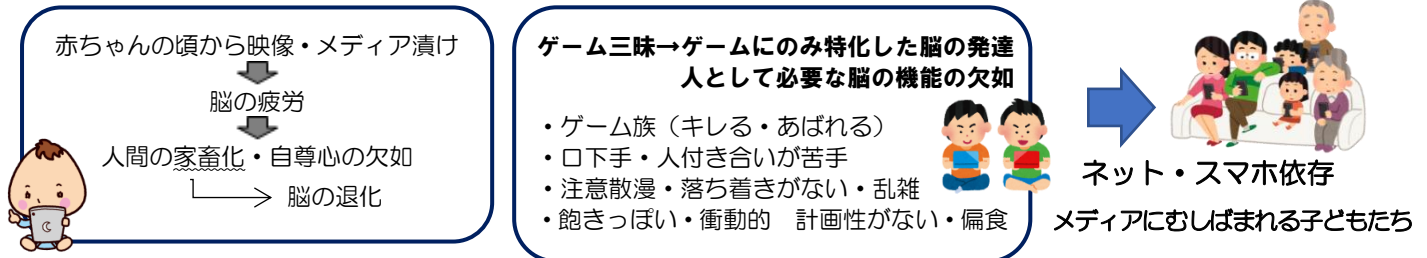 赤ちゃんの頃から映像・メディア漬け
脳の疲労
人間の家畜化・自尊心の欠如
脳の退化
ゲーム三昧→ゲームにのみ特化した脳の発達
人として必要な脳の機能の欠如
・ゲーム族（キレる・あばれる）
・口下手・人付き合いが苦手
・注意散漫・落ち着きがない・乱雑
・飽きっぽい・衝動的　計画性がない・偏食
ネット・スマホ依存
メディアにむしばまれる子どもたち